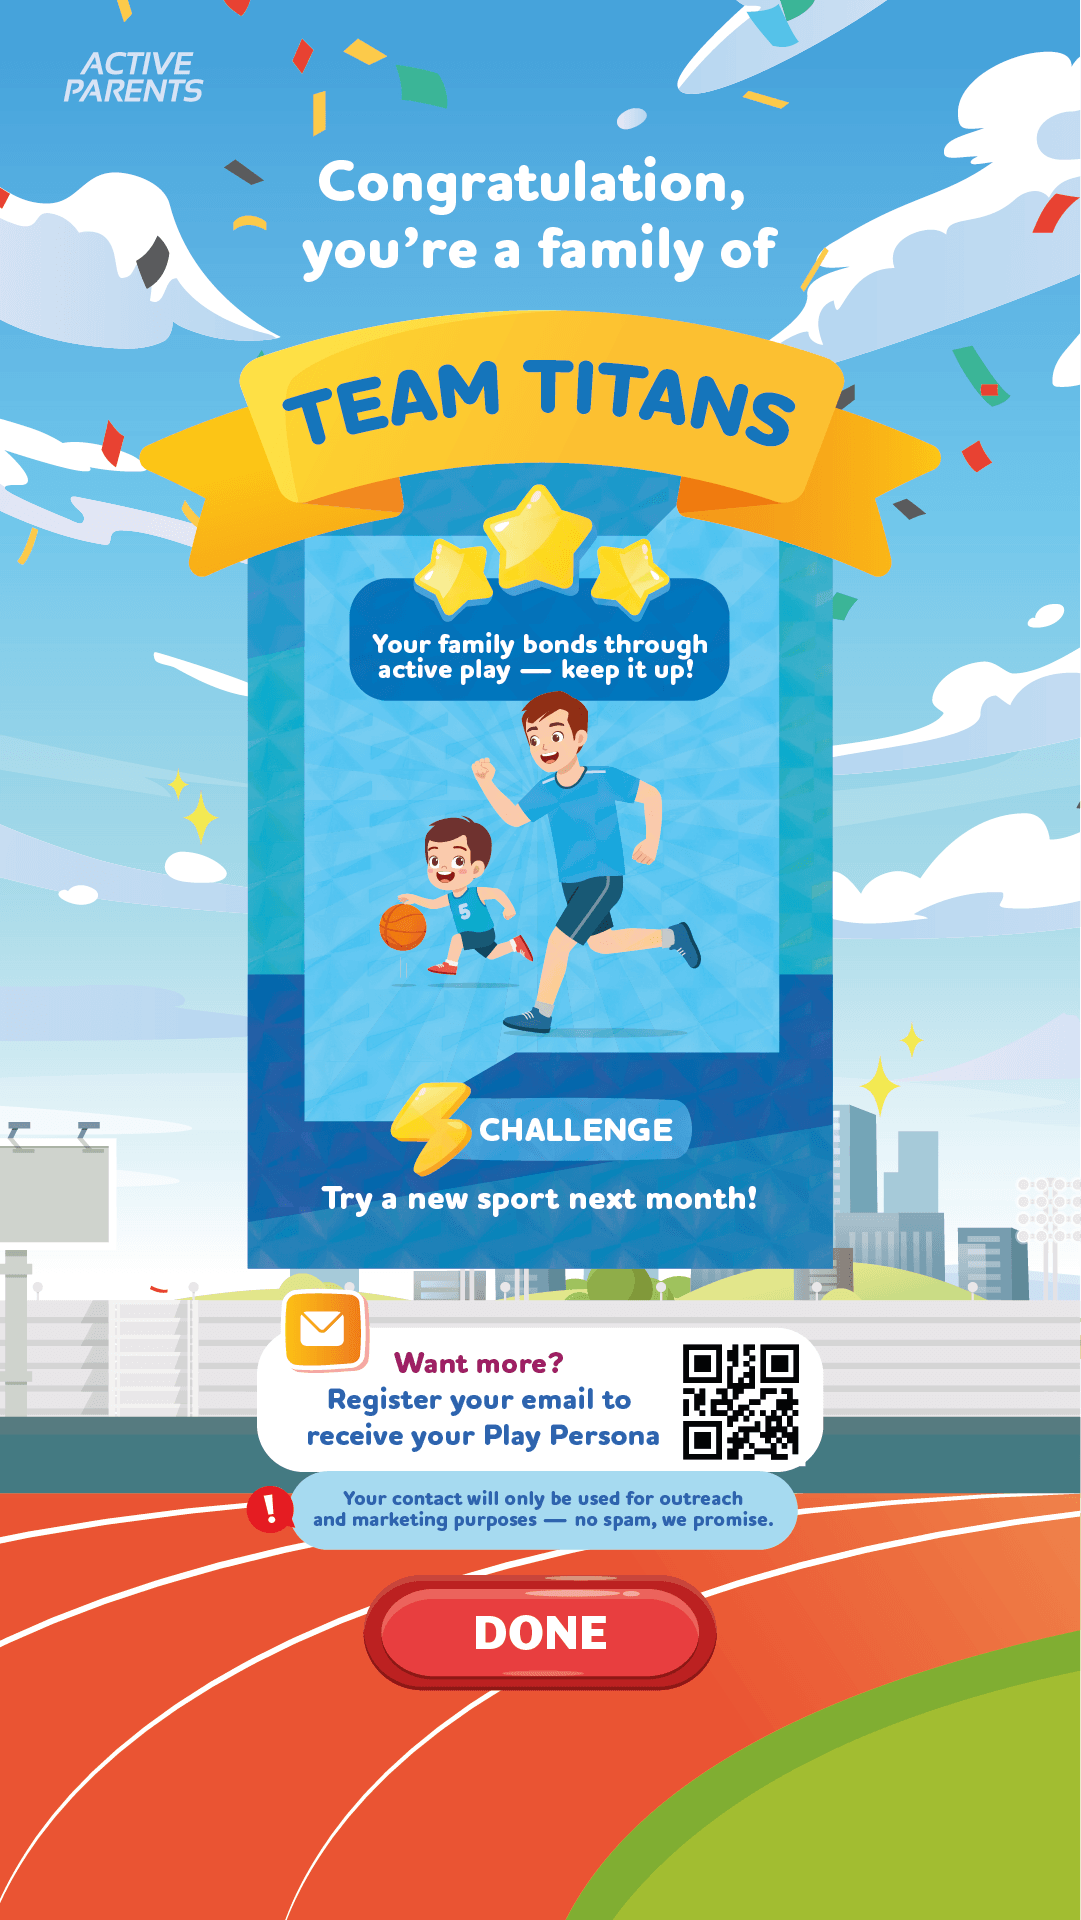 ACTIVE
PARENTS
Congratulation,
you're a family of
TEAM TITANS
Your family bonds through
active play — keep it up!
5
CHALLENGE
Try a new sport next month!
Want more?
Register your email to
receive your Play Persona
!
Your contact will only be used for outreach
and marketing purposes — no spam, we promise.
DONE